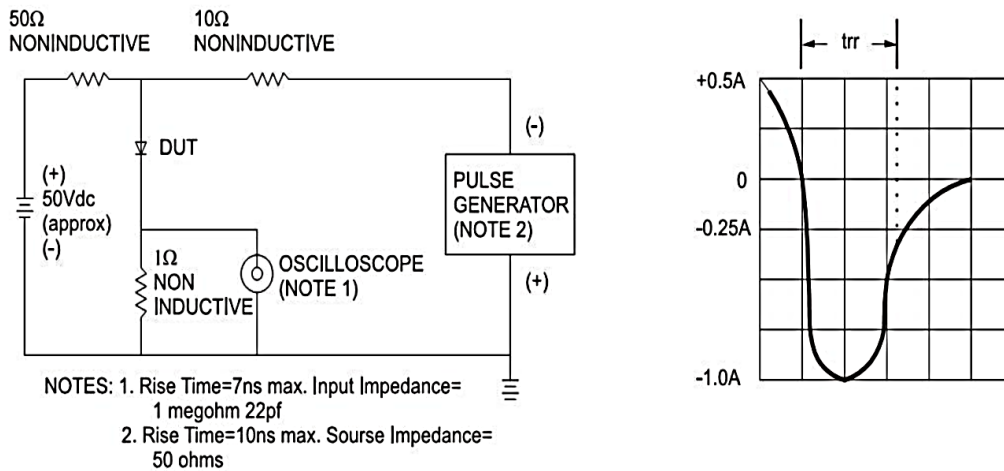 50Ω
NONINDUCTIVE
10Ω
NONINDUCTIVE
DUT
(+)
50Vdc
(approx)
(-)
1Ω
NON
INDUCTIVE
OSCILLOSCOPE
(NOTE 1)
(-)
PULSE
GENERATOR
(NOTE 2)
(+)
NOTES: 1. Rise Time=7ns max. Input Impedance=
1 megohm 22pf
2. Rise Time=10ns max. Sourse Impedance=
50 ohms
trr
+0.5A
0
-0.25A
-1.0A